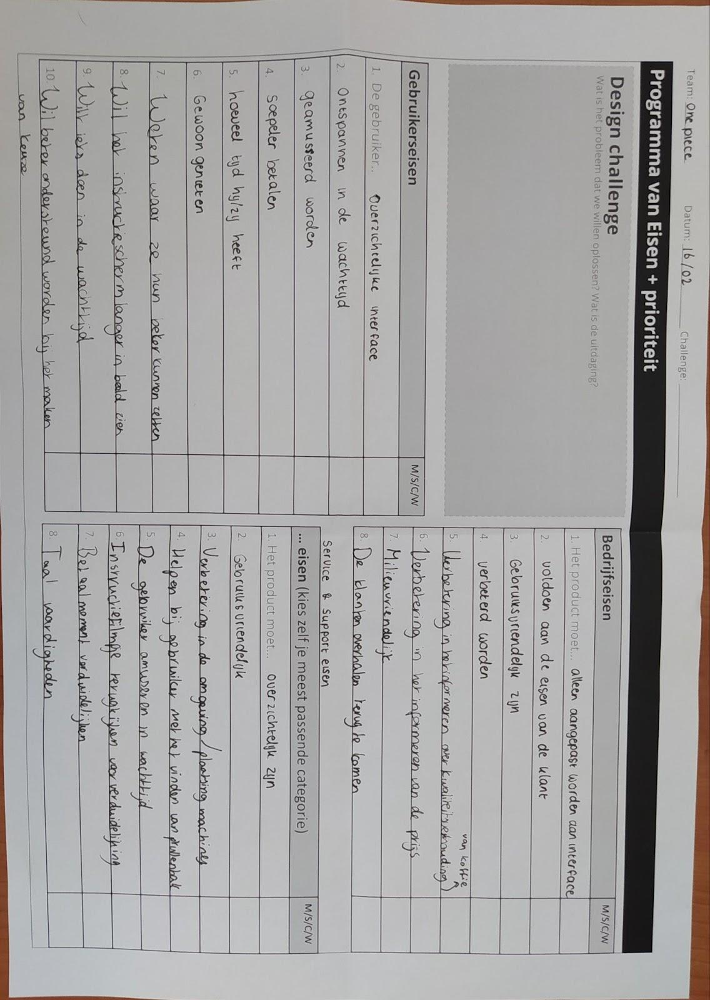 Team: One piece Datum: 16/02 Challenge:
Programma van Eisen + prioriteit
Design challenge
Wat is het probleem dat we willen oplossen? Wat is de uitdaging?
Gebruikerseisen M/S/C/W
1. De gebruiker.. Overzichtelijke interface
2. Ontspannen in de wachttijd
3. geamusseerd worden
4. Soepeler betalen
5. hoeveel tijd hij/zij heeft
6. Gewoon genieten
7. Weten waar ze hun beker kunnen zetten
8. Wil het instructiescherm langer in beeld zien
9. Wilt iets doen in de wachttijd
10. Wil beter ondersteund worden bij het maken
van keuze
Bedrijfseisen M/S/C/W
1. Het product moet... alleen aangepast worden aan interface
2. voldoen aan de eisen van de klant
3. Gebruiksvriendelijk zijn
4. verbeterd worden
van koffie
5. Verbetering in het informeren over kwaliteitsverhouding
6. Verbetering in het informeren van de prijs
7. Milieuvriendelijk
8. De klanten overhalen terug te komen
Service & support eisen
... eisen (kies zelf je meest passende categorie) M/S/C/W
1. Het product moet... overzichtelijk zijn
2. Gebruiksvriendelijk
3. Verbetering in de omgeving/plaatsing machines
4. Helpen bij gebruiker met het vinden van prullenbak
5. De gebruiker amuseren in wachttijd
6. Insructiefilmpje terugkijken voor verduidelijking
7. Betaalmoment verduidelijken
8. Taal vaardigheden